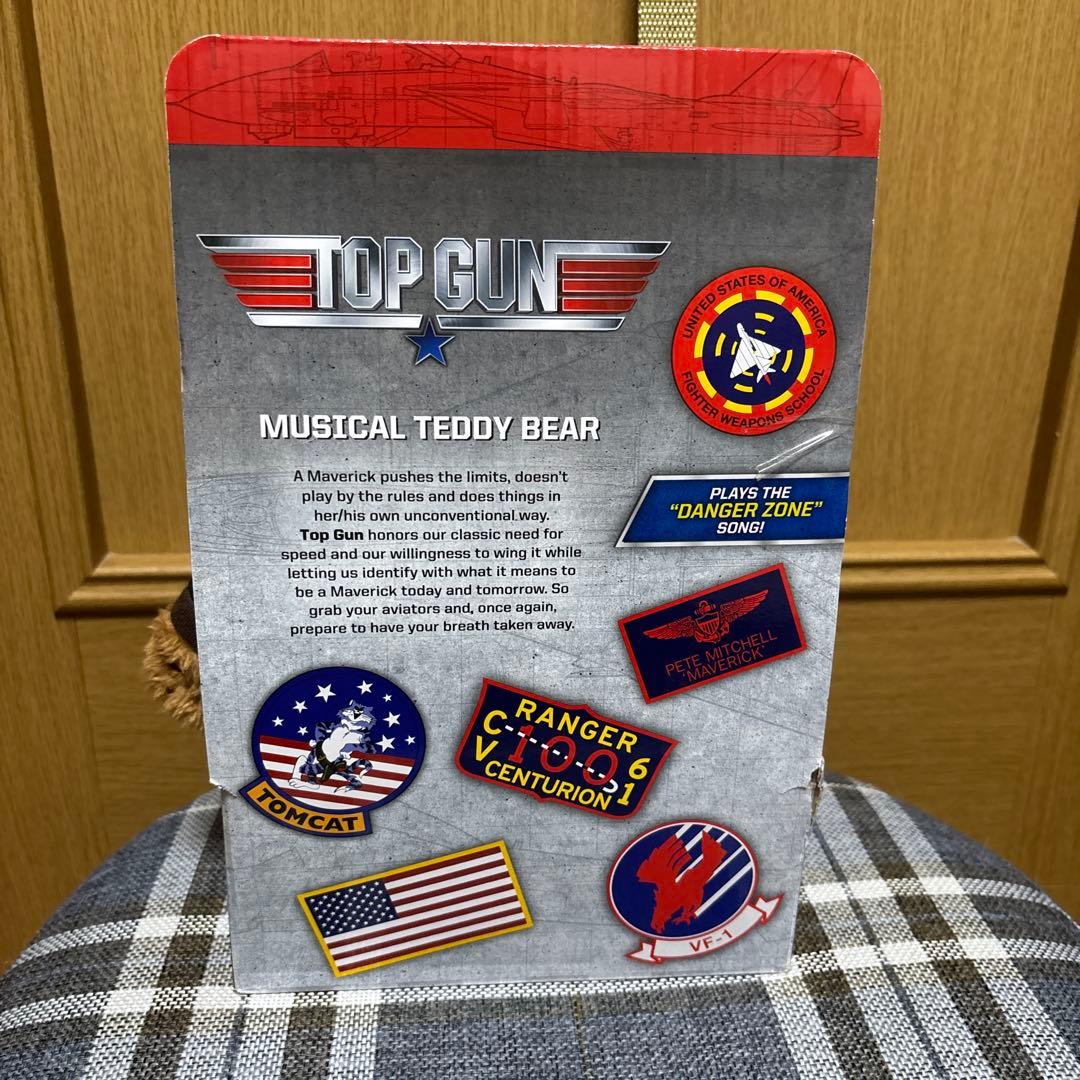 TOP GUN
UNITED STATES OF AMERICA
FIGHTER WEAPONS SCHOOL
MUSICAL TEDDY BEAR
A Maverick pushes the limits, doesn't
play by the rules and does things in
her/his own unconventional way.
Top Gun honors our classic need for
speed and our willingness to wing it while
letting us identify with what it means to
be a Maverick today and tomorrow. So
grab your aviators and, once again,
prepare to have your breath taken away.
PLAYS THE
“DANGER ZONE”
SONG!
PETE MITCHELL
'MAVERICK'
TOMCAT
RANGER
CV 100 61
CENTURION
VF-1